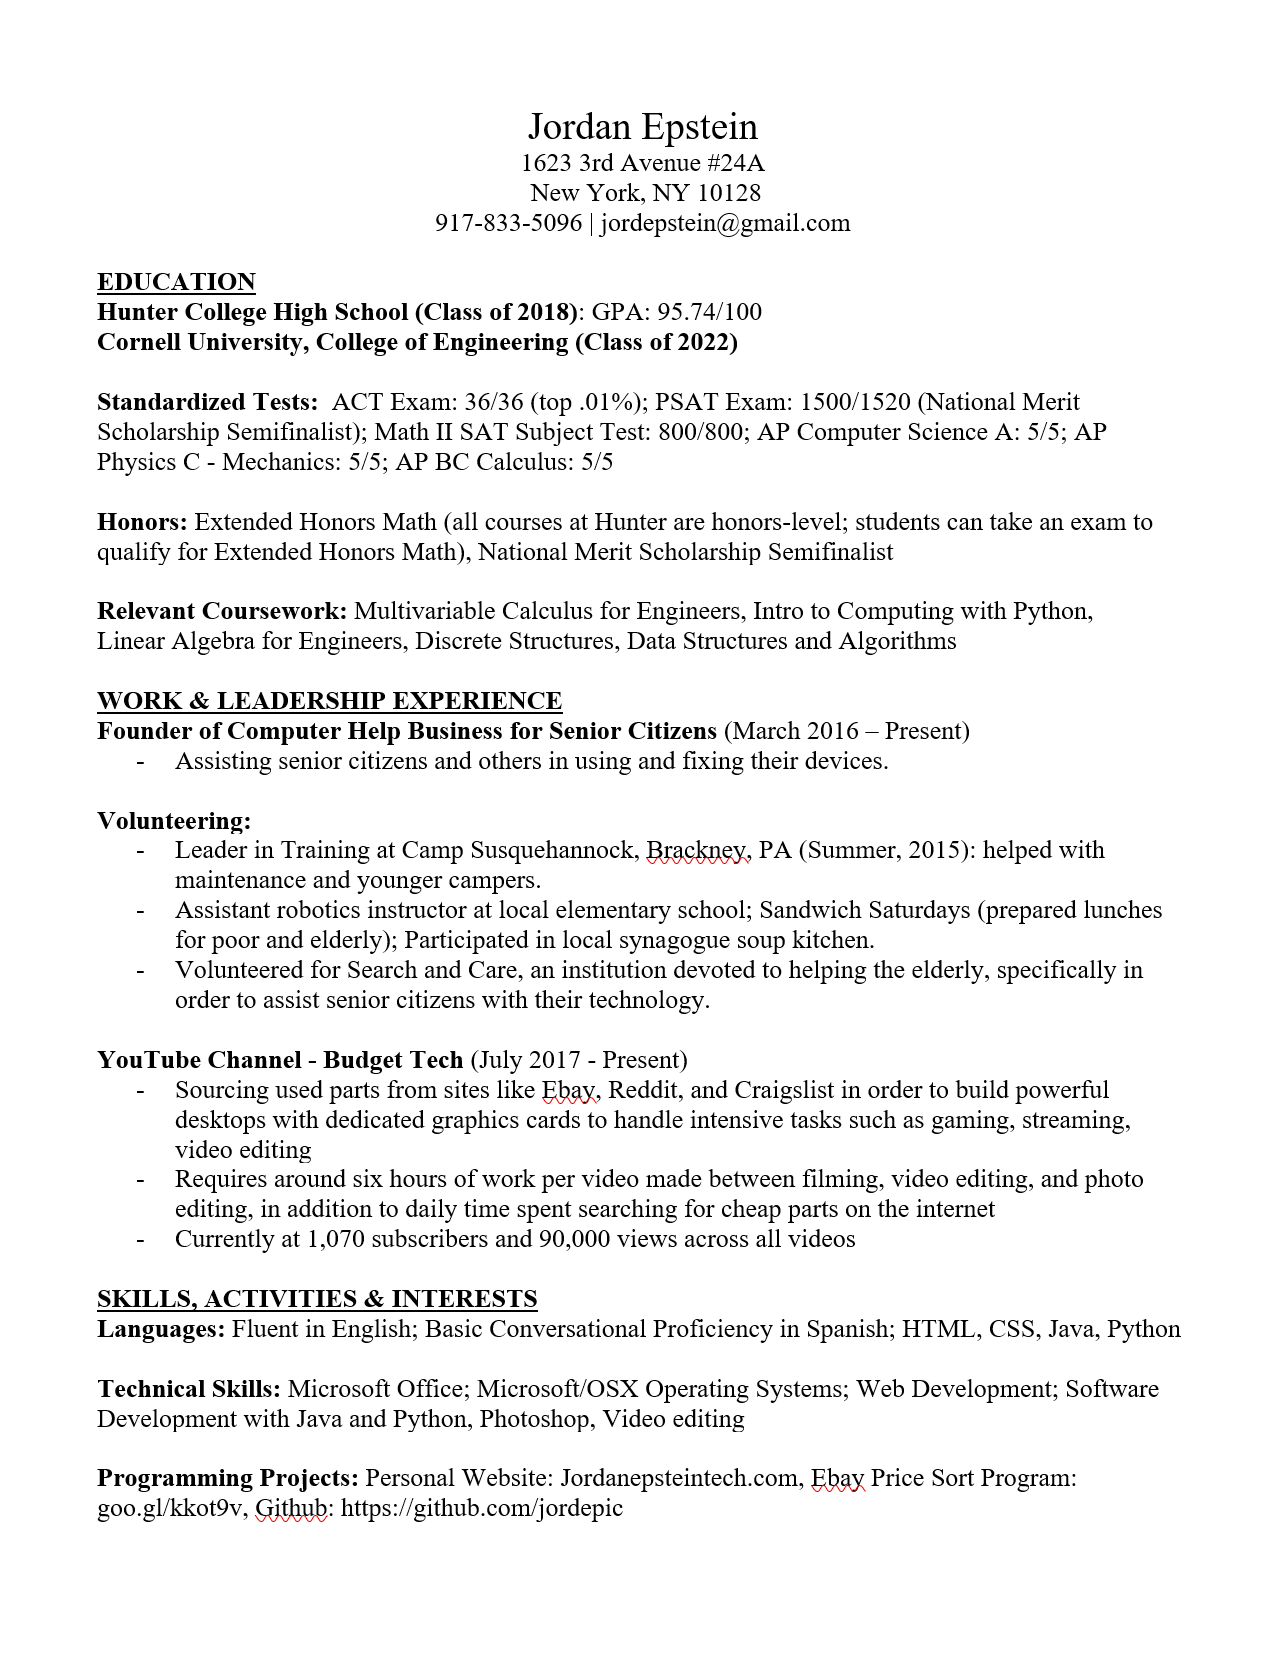 Jordan Epstein
1623 3rd Avenue #24A
New York, NY 10128
917-833-5096 | jordepstein@gmail.com
EDUCATION
Hunter College High School (Class of 2018): GPA: 95.74/100
Cornell University, College of Engineering (Class of 2022)
Standardized Tests:  ACT Exam: 36/36 (top .01%); PSAT Exam: 1500/1520 (National Merit
Scholarship Semifinalist); Math II SAT Subject Test: 800/800; AP Computer Science A: 5/5; AP
Physics C - Mechanics: 5/5; AP BC Calculus: 5/5
Honors: Extended Honors Math (all courses at Hunter are honors-level; students can take an exam to
qualify for Extended Honors Math), National Merit Scholarship Semifinalist
Relevant Coursework: Multivariable Calculus for Engineers, Intro to Computing with Python,
Linear Algebra for Engineers, Discrete Structures, Data Structures and Algorithms
WORK & LEADERSHIP EXPERIENCE
Founder of Computer Help Business for Senior Citizens (March 2016 – Present)
- Assisting senior citizens and others in using and fixing their devices.
Volunteering:
- Leader in Training at Camp Susquehannock, Brackney, PA (Summer, 2015): helped with
maintenance and younger campers.
- Assistant robotics instructor at local elementary school; Sandwich Saturdays (prepared lunches
for poor and elderly); Participated in local synagogue soup kitchen.
- Volunteered for Search and Care, an institution devoted to helping the elderly, specifically in
order to assist senior citizens with their technology.
YouTube Channel - Budget Tech (July 2017 - Present)
- Sourcing used parts from sites like Ebay, Reddit, and Craigslist in order to build powerful
desktops with dedicated graphics cards to handle intensive tasks such as gaming, streaming,
video editing
- Requires around six hours of work per video made between filming, video editing, and photo
editing, in addition to daily time spent searching for cheap parts on the internet
- Currently at 1,070 subscribers and 90,000 views across all videos
SKILLS, ACTIVITIES & INTERESTS
Languages: Fluent in English; Basic Conversational Proficiency in Spanish; HTML, CSS, Java, Python
Technical Skills: Microsoft Office; Microsoft/OSX Operating Systems; Web Development; Software
Development with Java and Python, Photoshop, Video editing
Programming Projects: Personal Website: Jordanepsteintech.com, Ebay Price Sort Program:
goo.gl/kkot9v, Github: https://github.com/jordepic